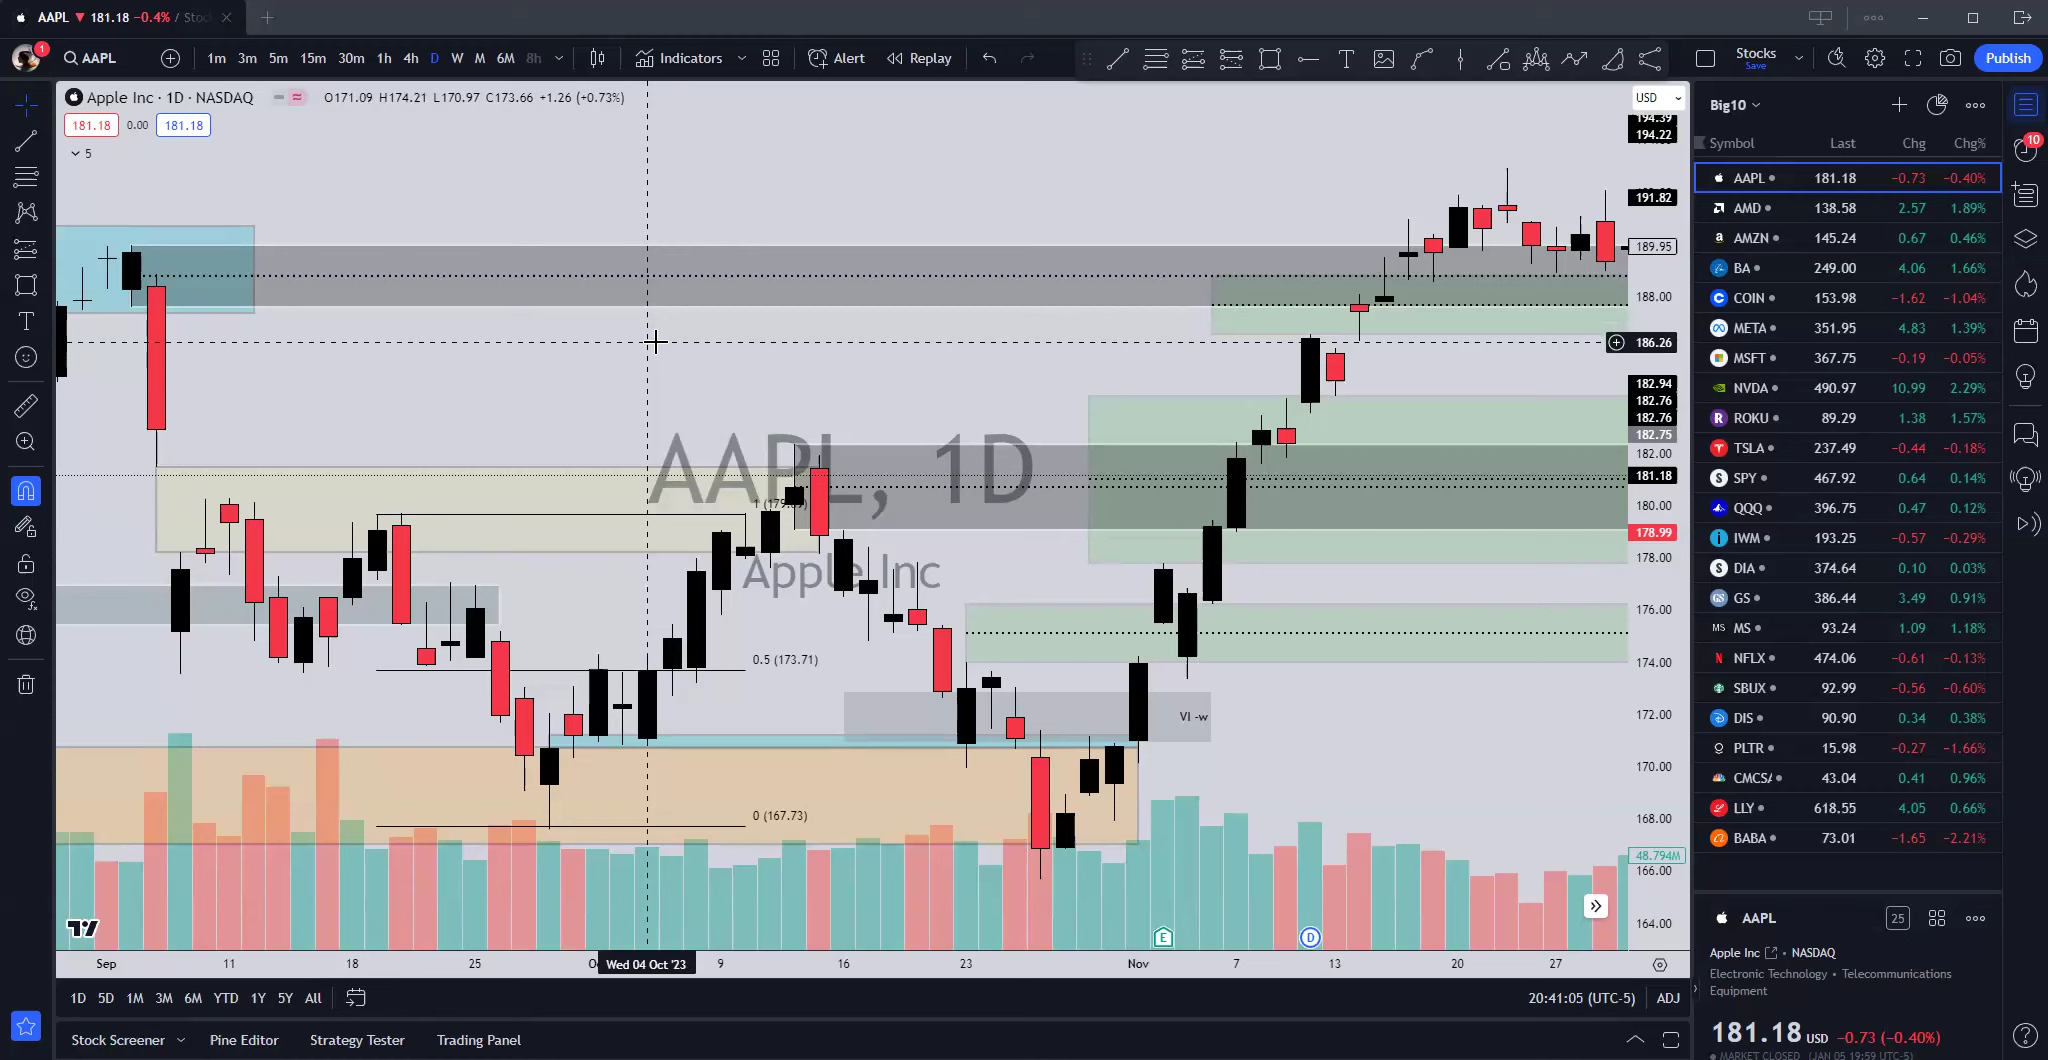 AAPL ▼ 181.18 −0.4% / Stoc
1 AAPL 1m 3m 5m 15m 30m 1h 4h D W M 6M 8h Indicators Alert Replay Stocks Save Publish
Apple Inc · 1D · NASDAQ O171.09 H174.21 L170.97 C173.66 +1.26 (+0.73%)
181.18 0.00 181.18
5
AAPL, 1D
Apple Inc
0.5 (173.71)
0 (167.73)
VI -w
E
D
USD
194.39
194.22
191.82
189.95
188.00
186.26
182.94
182.76
182.76
182.75
182.00
181.18
180.00
178.99
178.00
176.00
174.00
172.00
170.00
168.00
48.794M
166.00
164.00
Sep 11 18 25 Wed 04 Oct '23 9 16 23 Nov 7 13 20 27
1D 5D 1M 3M 6M YTD 1Y 5Y All 20:41:05 (UTC-5) ADJ
Stock Screener Pine Editor Strategy Tester Trading Panel
Big10
Symbol Last Chg Chg%
AAPL 181.18 −0.73 −0.40%
AMD 138.58 2.57 1.89%
AMZN 145.24 0.67 0.46%
BA 249.00 4.06 1.66%
COIN 153.98 −1.62 −1.04%
META 351.95 4.83 1.39%
MSFT 367.75 −0.19 −0.05%
NVDA 490.97 10.99 2.29%
ROKU 89.29 1.38 1.57%
TSLA 237.49 −0.44 −0.18%
SPY 467.92 0.64 0.14%
QQQ 396.75 0.47 0.12%
IWM 193.25 −0.57 −0.29%
DIA 374.64 0.10 0.03%
GS 386.44 3.49 0.91%
MS 93.24 1.09 1.18%
NFLX 474.06 −0.61 −0.13%
SBUX 92.99 −0.56 −0.60%
DIS 90.90 0.34 0.38%
PLTR 15.98 −0.27 −1.66%
CMCSA 43.04 0.41 0.96%
LLY 618.55 4.05 0.66%
BABA 73.01 −1.65 −2.21%
AAPL 25
Apple Inc • NASDAQ
Electronic Technology • Telecommunications
Equipment
181.18 USD −0.73 (−0.40%)
MARKET CLOSED (JAN 05 19:59 UTC-5)
10